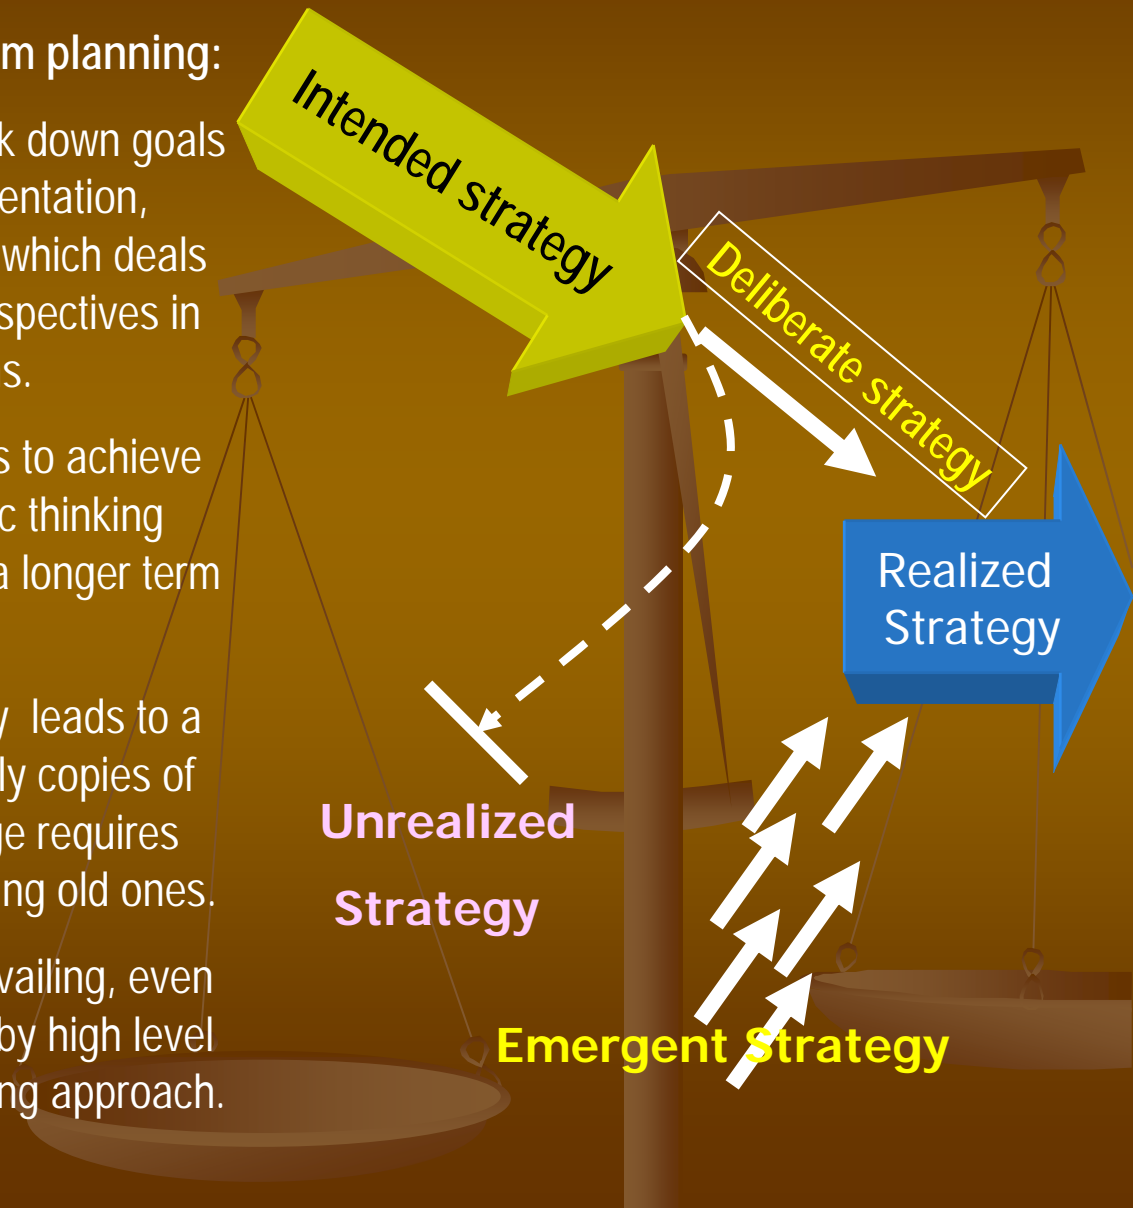 m planning:
k down goals
entation,
which deals
spectives in
s.
s to achieve
c thinking
a longer term
y leads to a
ly copies of
ge requires
ing old ones.
vailing, even
by high level
ng approach.
Intended strategy
Deliberate strategy
Realized
Strategy
Unrealized
Strategy
Emergent Strategy